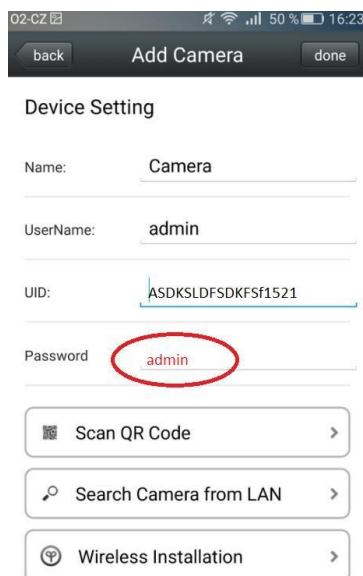 O2-CZ 50 % 16:23
back Add Camera done
Device Setting
Name: Camera
UserName: admin
UID: ASDKSLDFSDKFSf1521
Password admin
Scan QR Code
Search Camera from LAN
Wireless Installation